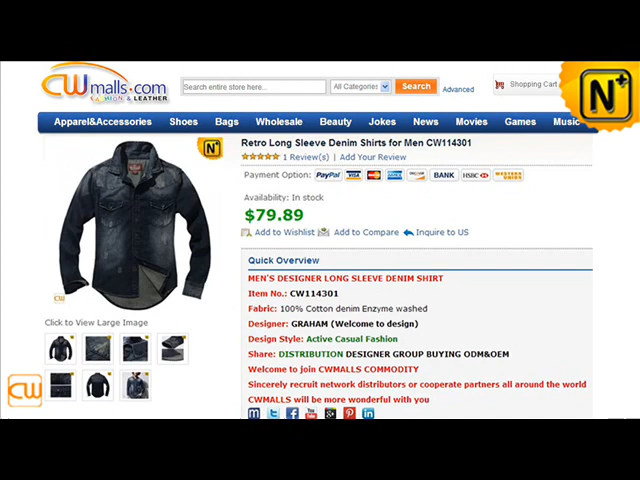 CWmalls.com
FASHION & LEATHER
Search entire store here...
All Categories
Search
Advanced
Shopping Cart
N+
Apparel&Accessories Shoes Bags Wholesale Beauty Jokes News Movies Games Music
N+
Retro Long Sleeve Denim Shirts for Men CW114301
1 Review(s) | Add Your Review
Payment Option: PayPal VISA BANK HSBC WESTERN UNION
Availability: In stock
$79.89
Add to Wishlist Add to Compare Inquire to US
Quick Overview
MEN'S DESIGNER LONG SLEEVE DENIM SHIRT
Item No.: CW114301
Fabric: 100% Cotton denim Enzyme washed
Designer: GRAHAM (Welcome to design)
Design Style: Active Casual Fashion
Share: DISTRIBUTION DESIGNER GROUP BUYING ODM&OEM
Welcome to join CWMALLS COMMODITY
Sincerely recruit network distributors or cooperate partners all around the world
CWMALLS will be more wonderful with you
CW
Click to View Large Image
CW